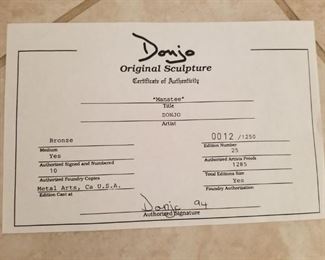 Donjo
Original Sculpture
Certificate of Authenticity
"Manatee"
Title
DONJO
Artist
Bronze
Medium
Yes
Authorized Signed and Numbered
10
Authorized Foundry Copies
Metal Arts, Ca U.S.A.
Edition Cast at
0012 /1250
Edition Number
25
Authorized Artists Proofs
1285
Total Editions Size
Yes
Foundry Authorization
Donjo 94
Authorized Signature